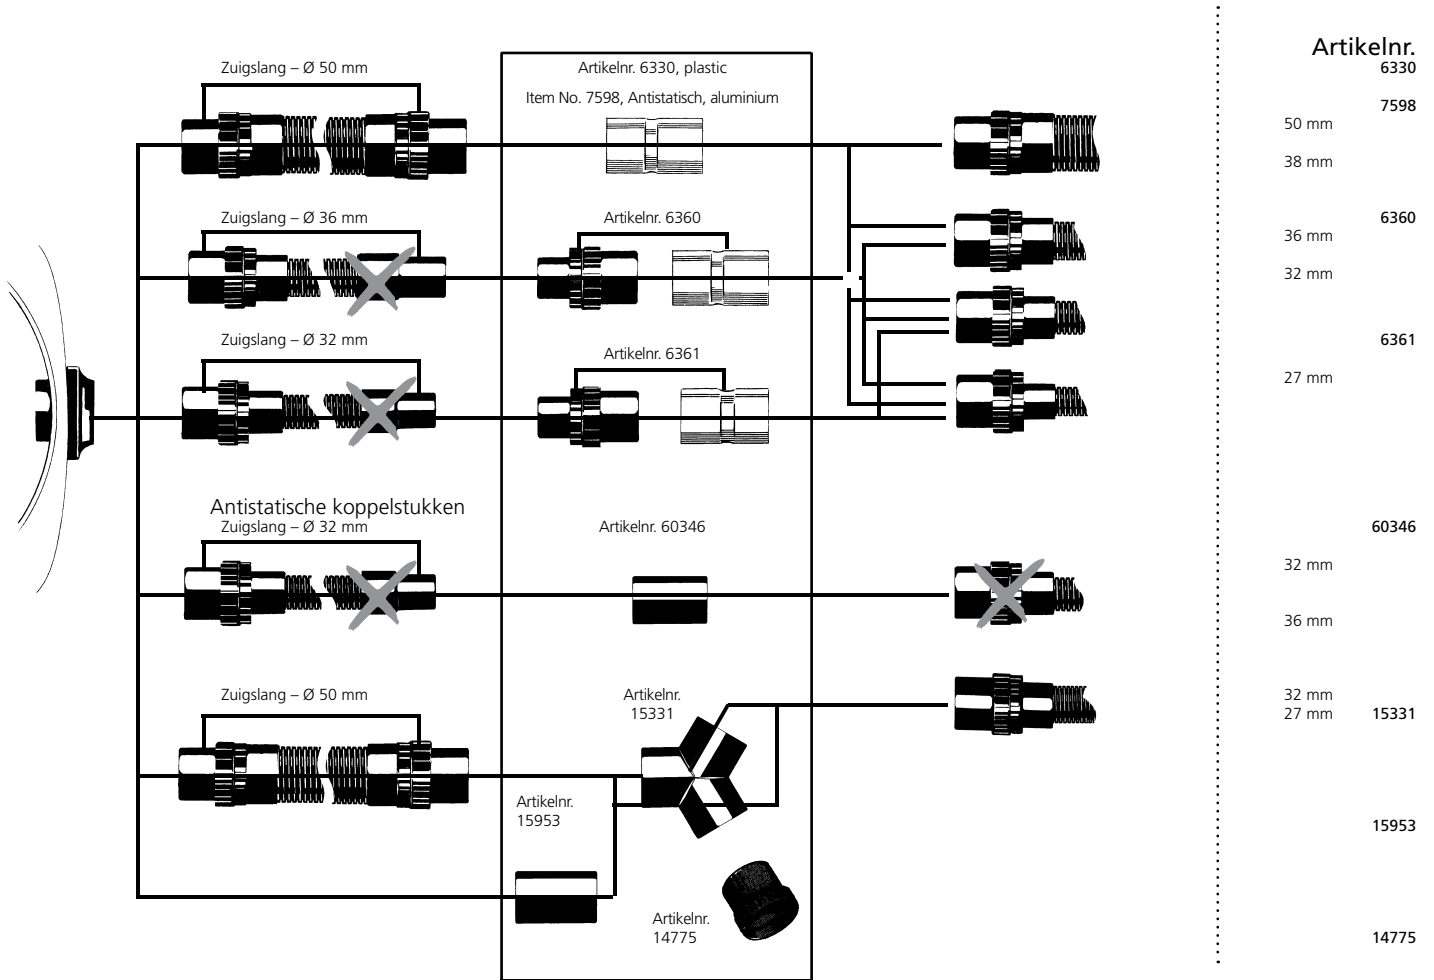 Zuigslang – Ø 50 mm
Artikelnr. 6330, plastic
Item No. 7598, Antistatisch, aluminium
Zuigslang – Ø 36 mm
Artikelnr. 6360
Zuigslang – Ø 32 mm
Artikelnr. 6361
Antistatische koppelstukken
Zuigslang – Ø 32 mm
Artikelnr. 60346
Zuigslang – Ø 50 mm
Artikelnr.
15331
Artikelnr.
15953
Artikelnr.
14775
Artikelnr.
6330
7598
50 mm
38 mm
6360
36 mm
32 mm
6361
27 mm
60346
32 mm
36 mm
32 mm
27 mm 15331
15953
14775